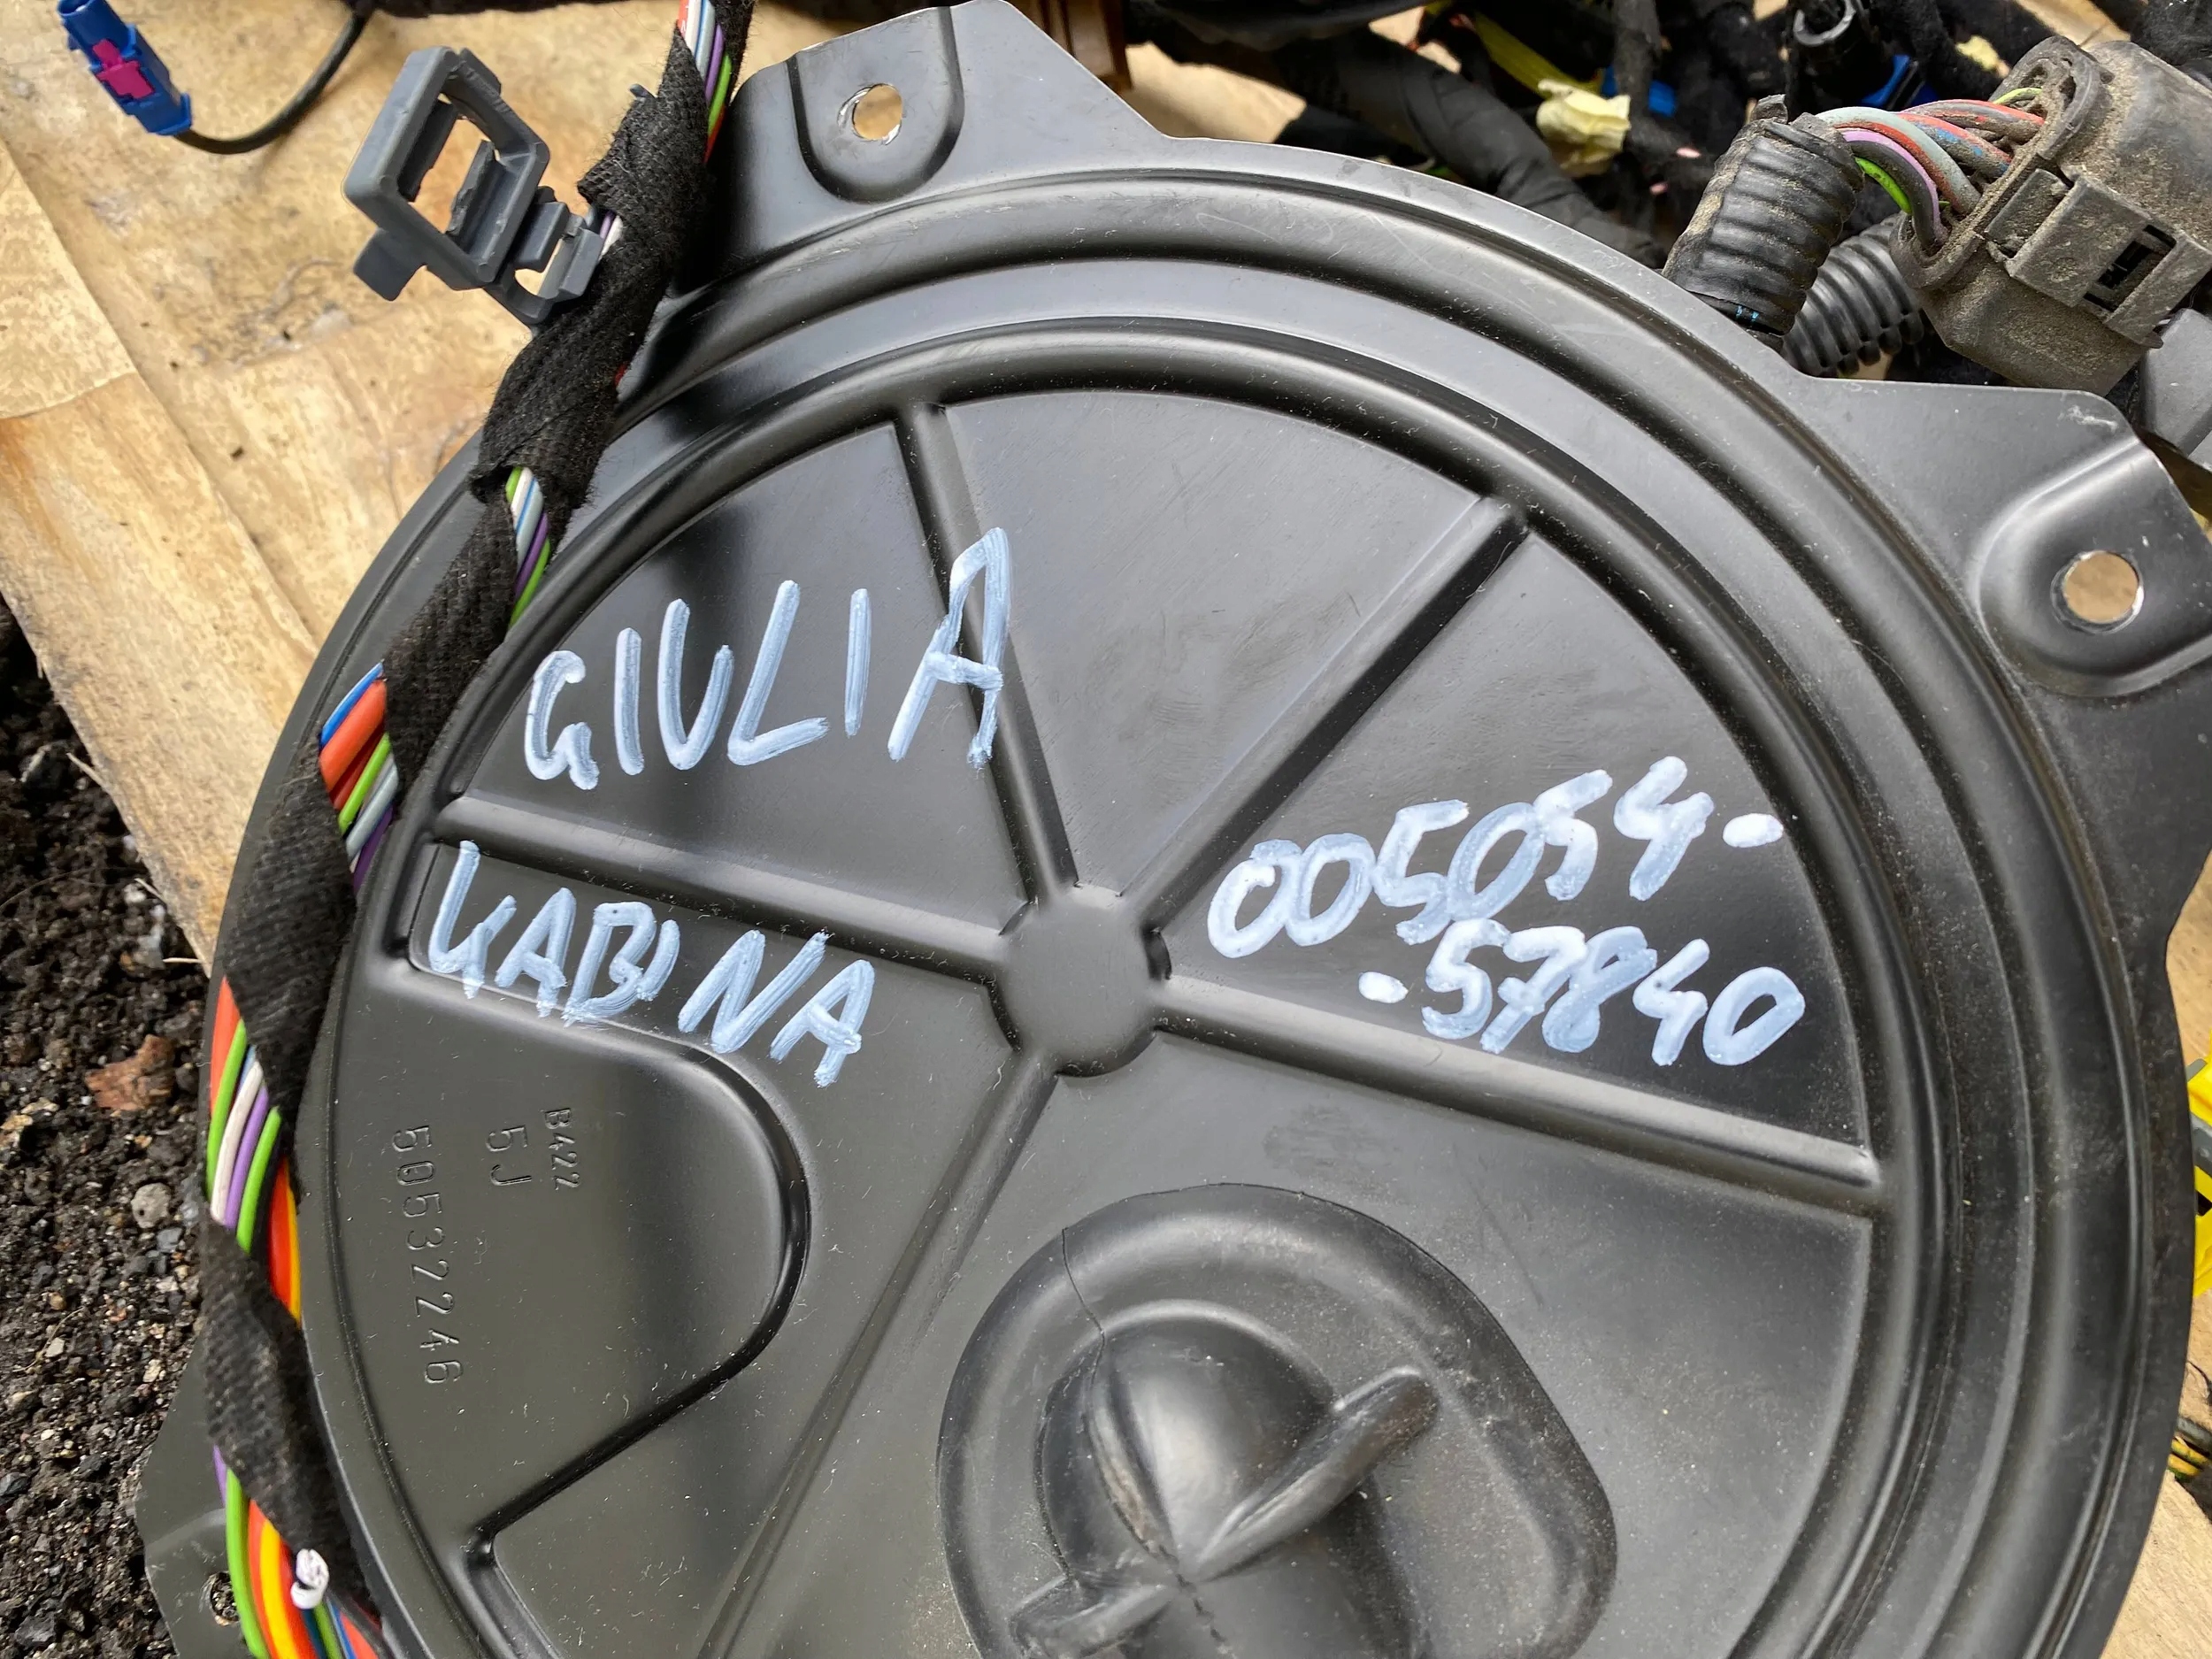 GIULIA
KABINA
005054-
-57840
B422
5J
50532246